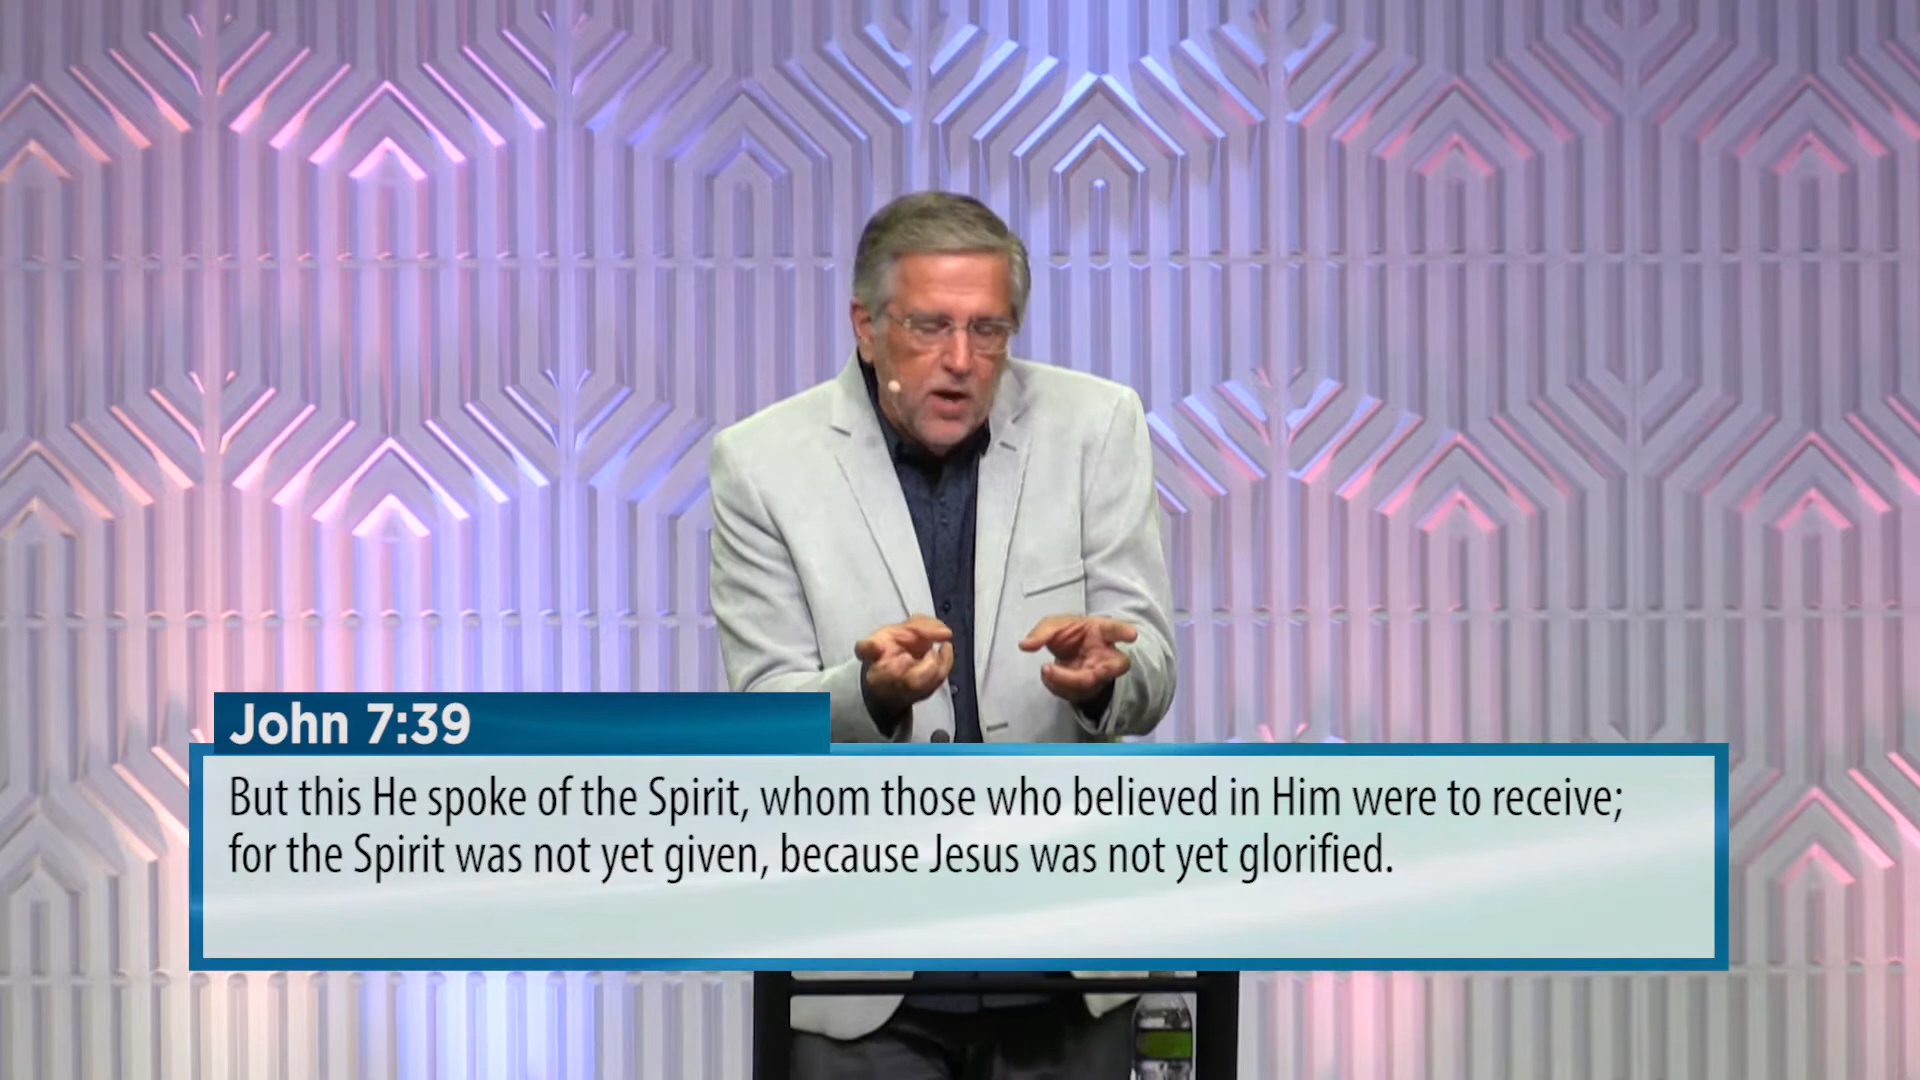 John 7:39
But this He spoke of the Spirit, whom those who believed in Him were to receive;
for the Spirit was not yet given, because Jesus was not yet glorified.